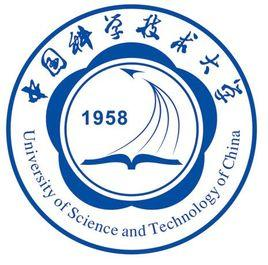 中国科学技术大学
1958
University of Science and Technology of China